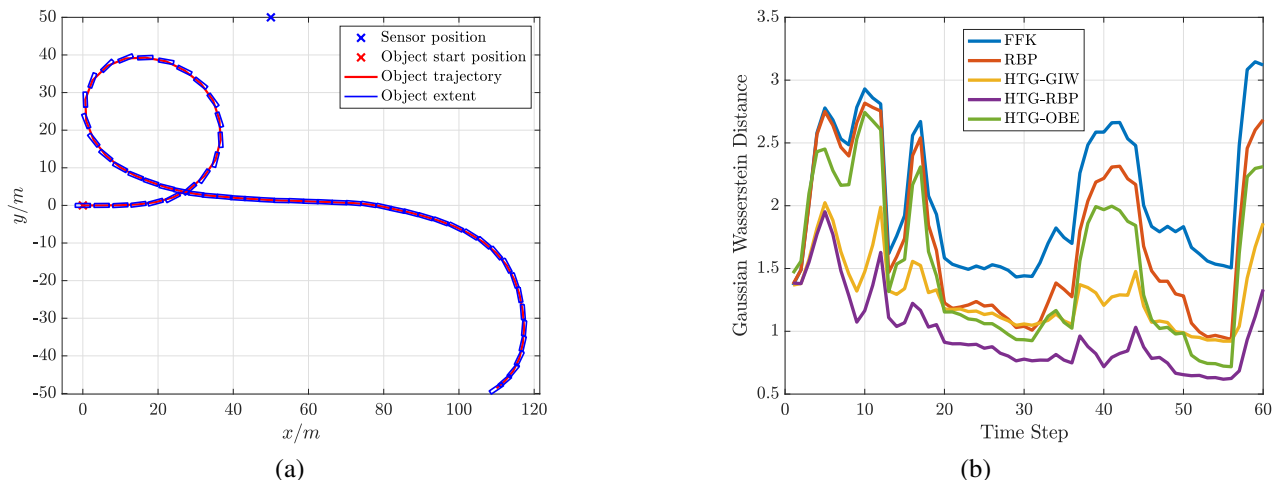 50
40
30
20
10
0
-10
-20
-30
-40
-50
y/m
0
20
40
60
80
100
120
x/m
Sensor position
Object start position
Object trajectory
Object extent
(a)
3.5
3
2.5
2
1.5
1
0.5
Gaussian Wasserstein Distance
0
10
20
30
40
50
60
Time Step
FFK
RBP
HTG-GIW
HTG-RBP
HTG-OBE
(b)